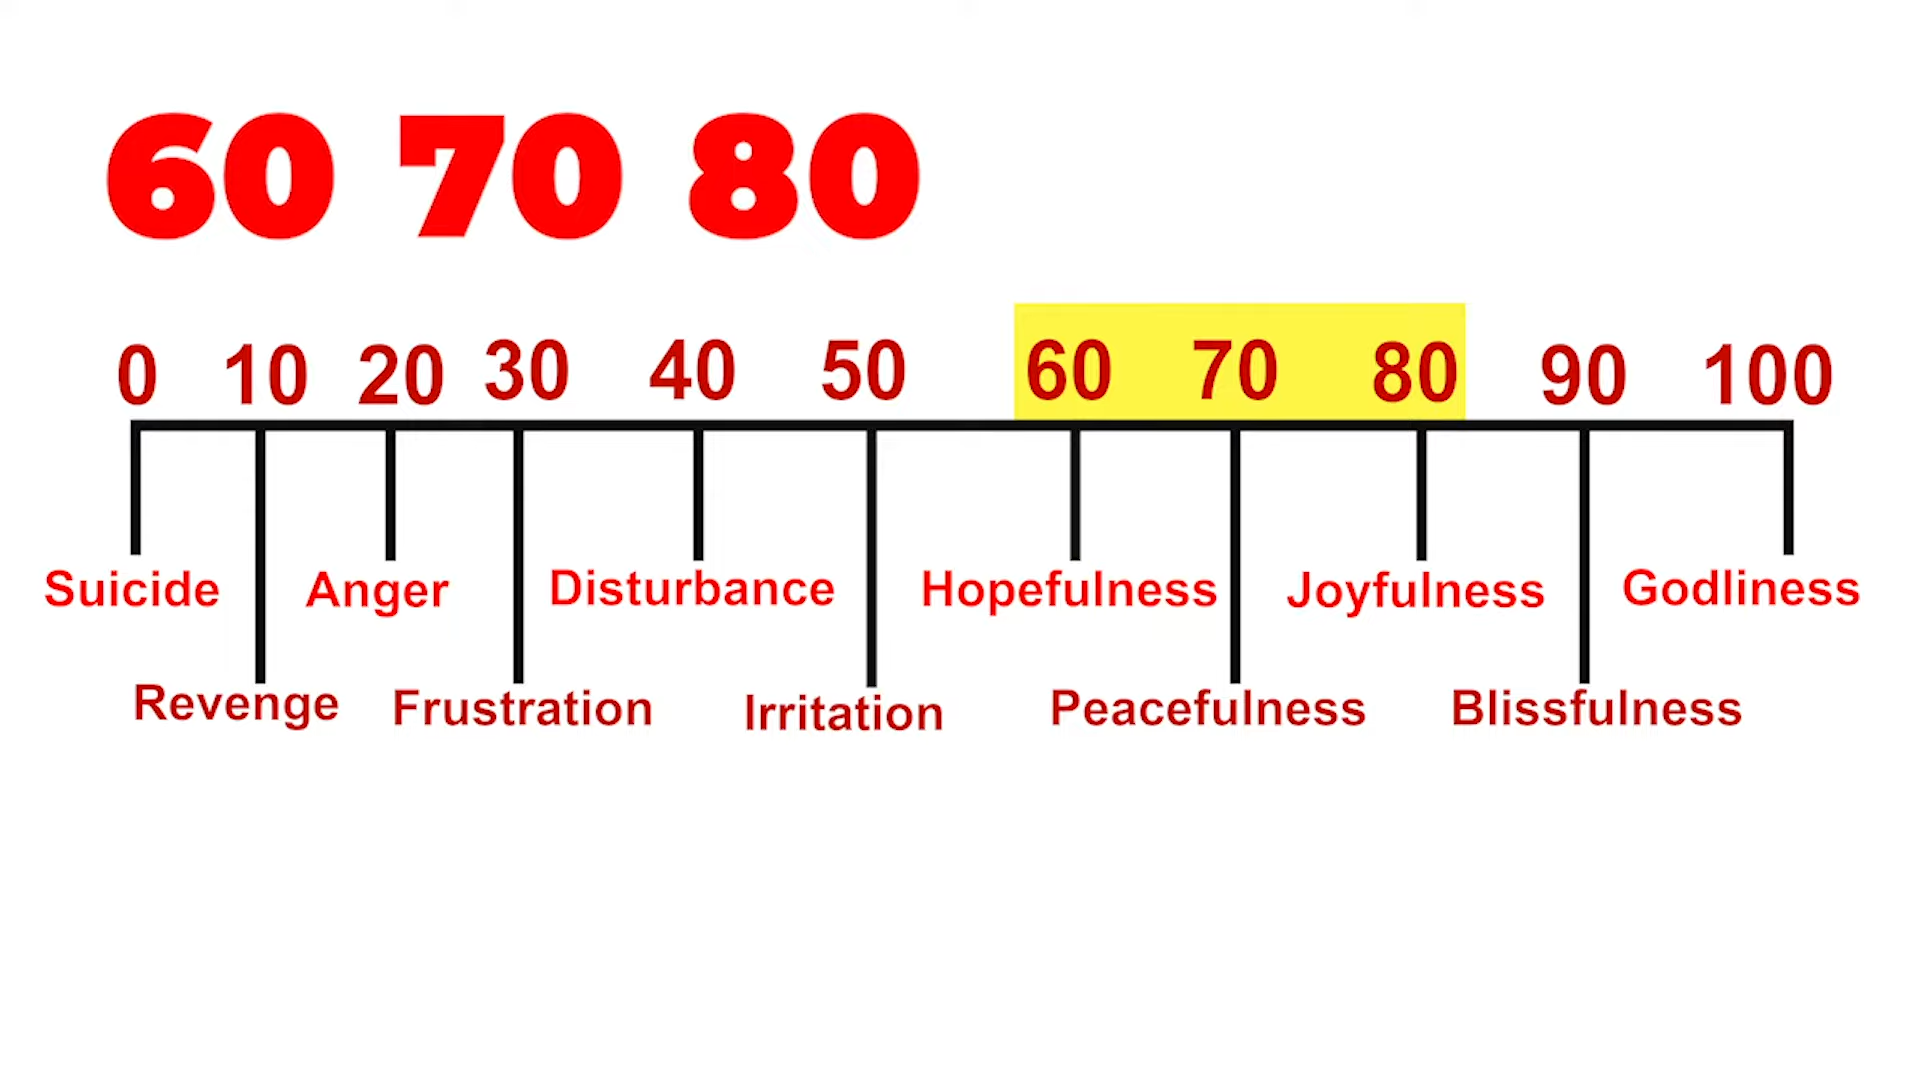 60 70 80
0 10 20 30 40 50 60 70 80 90 100
Suicide Anger Disturbance Hopefulness Joyfulness Godliness
Revenge Frustration Irritation Peacefulness Blissfulness